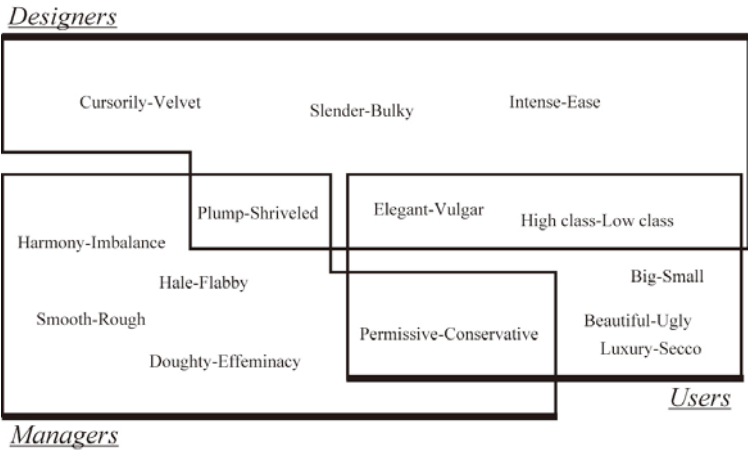 Designers
Cursorily-Velvet
Slender-Bulky
Intense-Ease
Plump-Shriveled
Elegant-Vulgar
High class-Low class
Harmony-Imbalance
Hale-Flabby
Big-Small
Smooth-Rough
Permissive-Conservative
Beautiful-Ugly
Luxury-Secco
Doughty-Effeminacy
Users
Managers